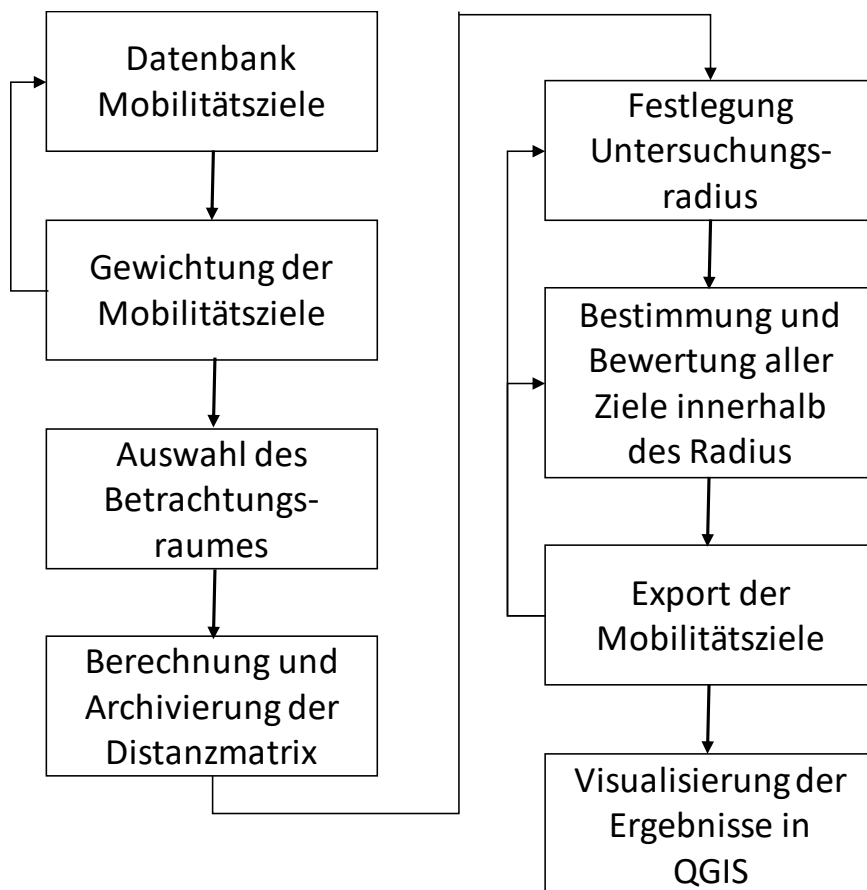 Datenbank
Mobilitätsziele
Gewichtung der
Mobilitätsziele
Auswahl des
Betrachtungs-
raumes
Berechnung und
Archivierung der
Distanzmatrix
Festlegung
Untersuchungs-
radius
Bestimmung und
Bewertung aller
Ziele innerhalb
des Radius
Export der
Mobilitätsziele
Visualisierung der
Ergebnisse in
QGIS